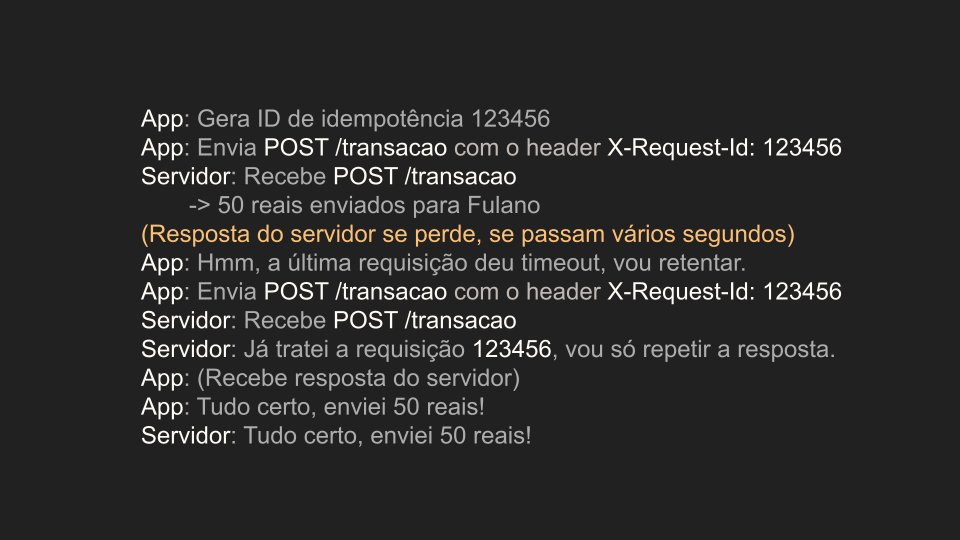 App: Gera ID de idempotência 123456
App: Envia POST /transacao com o header X-Request-Id: 123456
Servidor: Recebe POST /transacao
-> 50 reais enviados para Fulano
(Resposta do servidor se perde, se passam vários segundos)
App: Hmm, a última requisição deu timeout, vou retentar.
App: Envia POST /transacao com o header X-Request-Id: 123456
Servidor: Recebe POST /transacao
Servidor: Já tratei a requisição 123456, vou só repetir a resposta.
App: (Recebe resposta do servidor)
App: Tudo certo, enviei 50 reais!
Servidor: Tudo certo, enviei 50 reais!